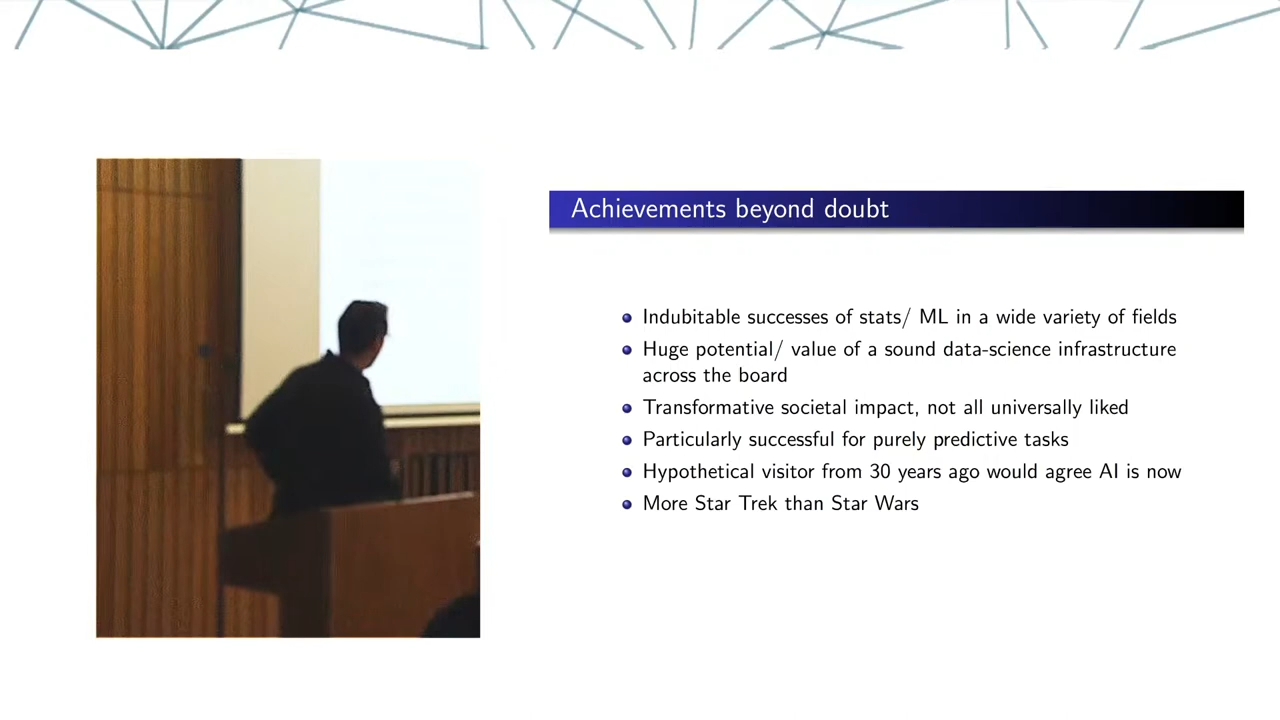 Achievements beyond doubt
Indubitable successes of stats/ ML in a wide variety of fields
Huge potential/ value of a sound data-science infrastructure
across the board
Transformative societal impact, not all universally liked
Particularly successful for purely predictive tasks
Hypothetical visitor from 30 years ago would agree AI is now
More Star Trek than Star Wars